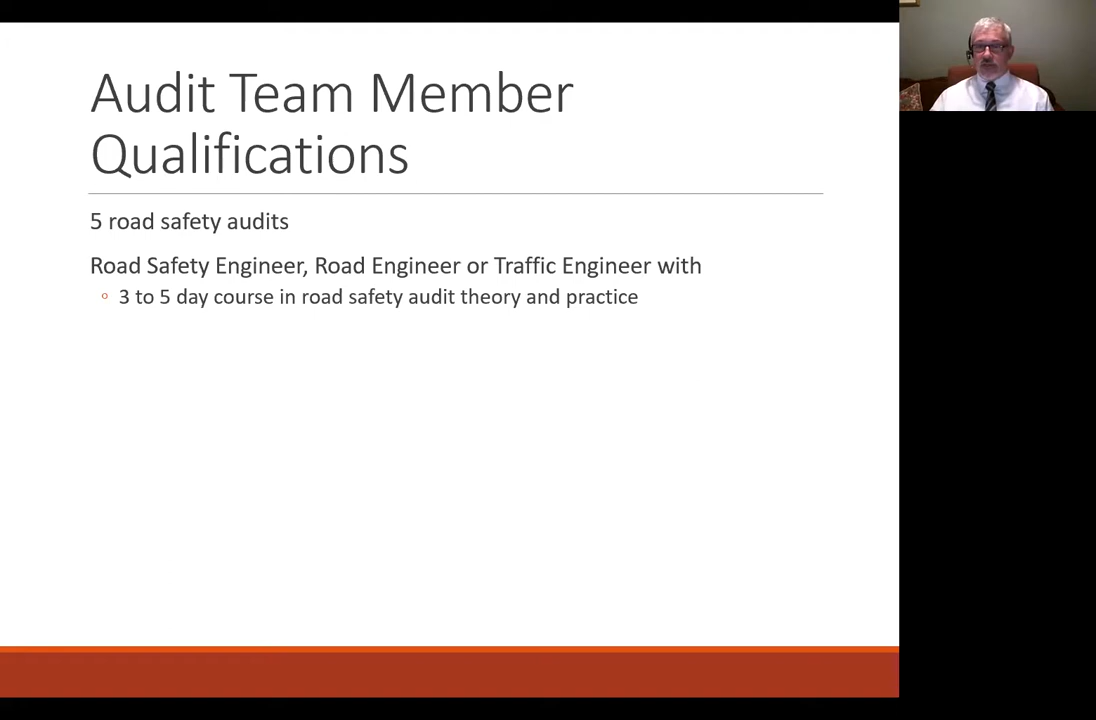 Audit Team Member
Qualifications
5 road safety audits
Road Safety Engineer, Road Engineer or Traffic Engineer with
◦ 3 to 5 day course in road safety audit theory and practice